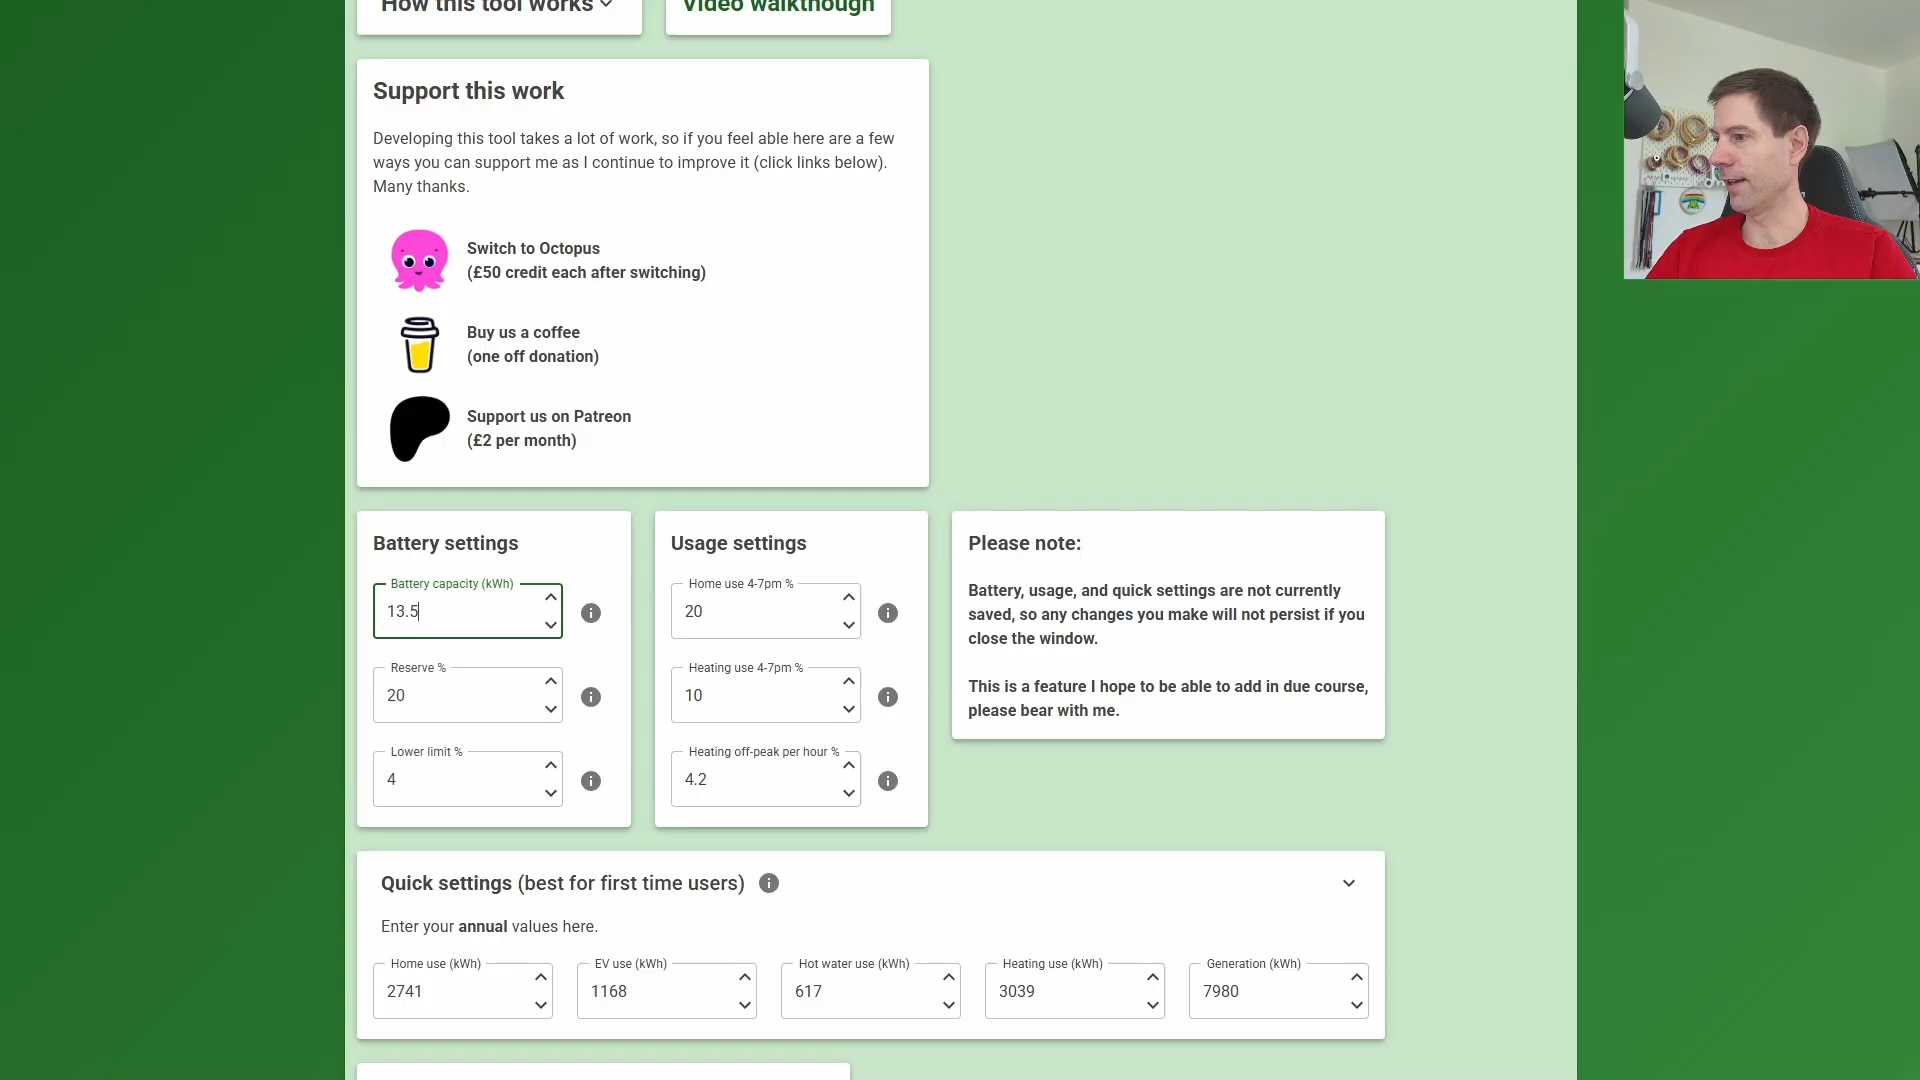 How this tool works
Video walkthough
Support this work
Developing this tool takes a lot of work, so if you feel able here are a few
ways you can support me as I continue to improve it (click links below).
Many thanks.
Switch to Octopus
(£50 credit each after switching)
Buy us a coffee
(one off donation)
Support us on Patreon
(£2 per month)
Battery settings
Battery capacity (kWh)
13.5
Reserve %
20
Lower limit %
4
Usage settings
Home use 4-7pm %
20
Heating use 4-7pm %
10
Heating off-peak per hour %
4.2
Please note:
Battery, usage, and quick settings are not currently
saved, so any changes you make will not persist if you
close the window.
This is a feature I hope to be able to add in due course,
please bear with me.
Quick settings (best for first time users)
Enter your annual values here.
Home use (kWh)
2741
EV use (kWh)
1168
Hot water use (kWh)
617
Heating use (kWh)
3039
Generation (kWh)
7980